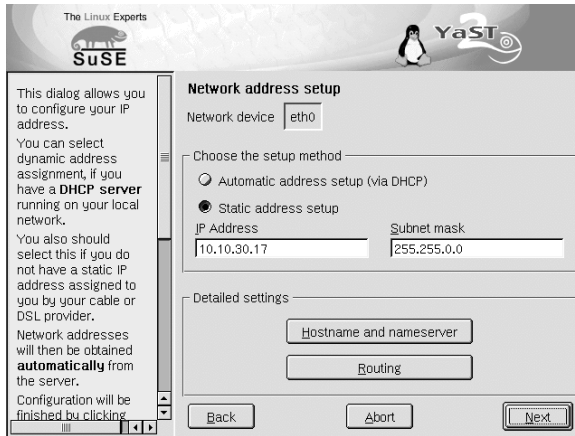 The Linux Experts
SuSE
YaST
2
This dialog allows you
to configure your IP
address.
You can select
dynamic address
assignment, if you
have a DHCP server
running on your local
network.
You also should
select this if you do
not have a static IP
address assigned to
you by your cable or
DSL provider.
Network addresses
will then be obtained
automatically from
the server.
Configuration will be
finished by clicking
Network address setup
Network device eth0
Choose the setup method
Automatic address setup (via DHCP)
Static address setup
IP Address Subnet mask
10.10.30.17 255.255.0.0
Detailed settings
Hostname and nameserver
Routing
Back Abort Next